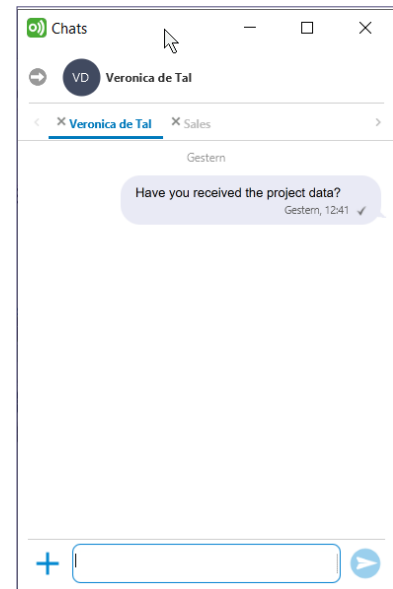 Chats
VD Veronica de Tal
Veronica de Tal Sales
Gestern
Have you received the project data?
Gestern, 12:41